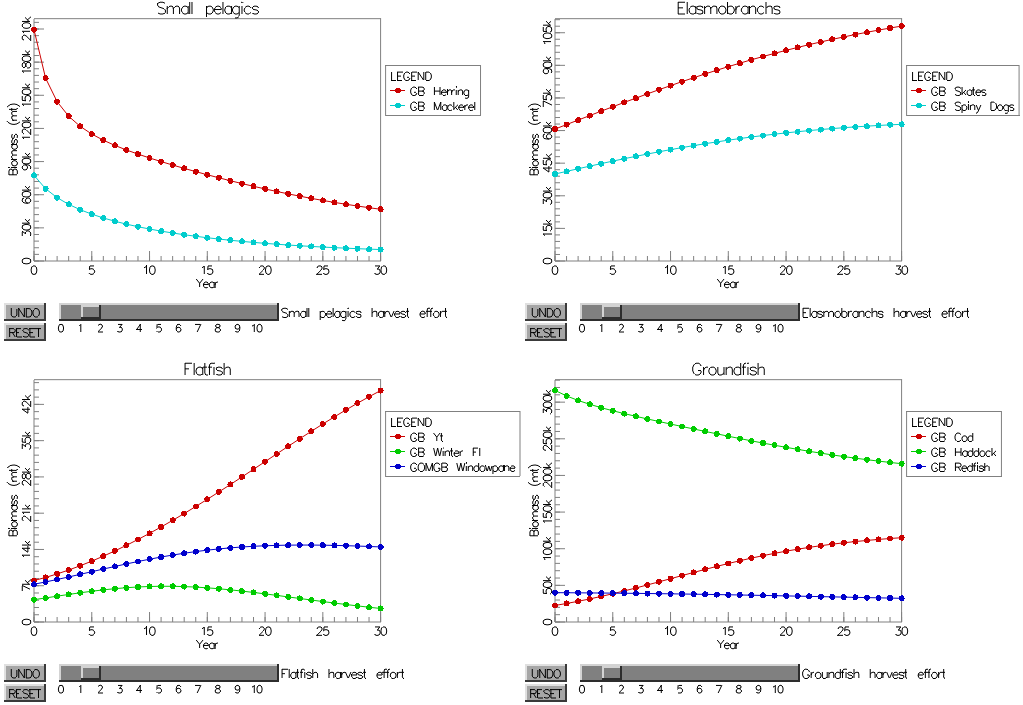 Small pelagics
Biomass (mt)
210k
180k
150k
120k
90k
60k
30k
0
0 5 10 15 20 25 30
Year
LEGEND
GB Herring
GB Mackerel
UNDO
RESET
0 1 2 3 4 5 6 7 8 9 10
Small pelagics harvest effort
Elasmobranchs
Biomass (mt)
105k
90k
75k
60k
45k
30k
15k
0
0 5 10 15 20 25 30
Year
LEGEND
GB Skates
GB Spiny Dogs
UNDO
RESET
0 1 2 3 4 5 6 7 8 9 10
Elasmobranchs harvest effort
Flatfish
Biomass (mt)
42k
35k
28k
21k
14k
7k
0
0 5 10 15 20 25 30
Year
LEGEND
GB Yt
GB Winter Fl
GOMGB Windowpane
UNDO
RESET
0 1 2 3 4 5 6 7 8 9 10
Flatfish harvest effort
Groundfish
Biomass (mt)
300k
250k
200k
150k
100k
50k
0
0 5 10 15 20 25 30
Year
LEGEND
GB Cod
GB Haddock
GB Redfish
UNDO
RESET
0 1 2 3 4 5 6 7 8 9 10
Groundfish harvest effort